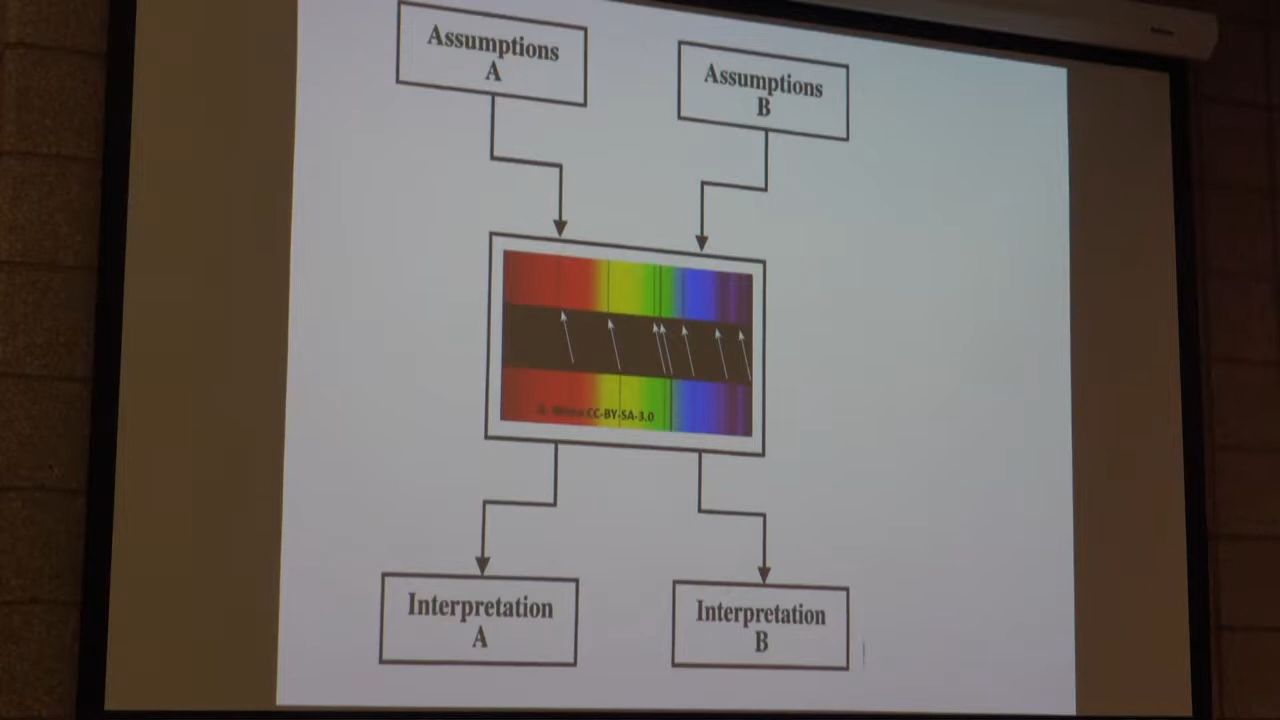 Assumptions
A
Assumptions
B
CC-BY-SA-3.0
Interpretation
A
Interpretation
B